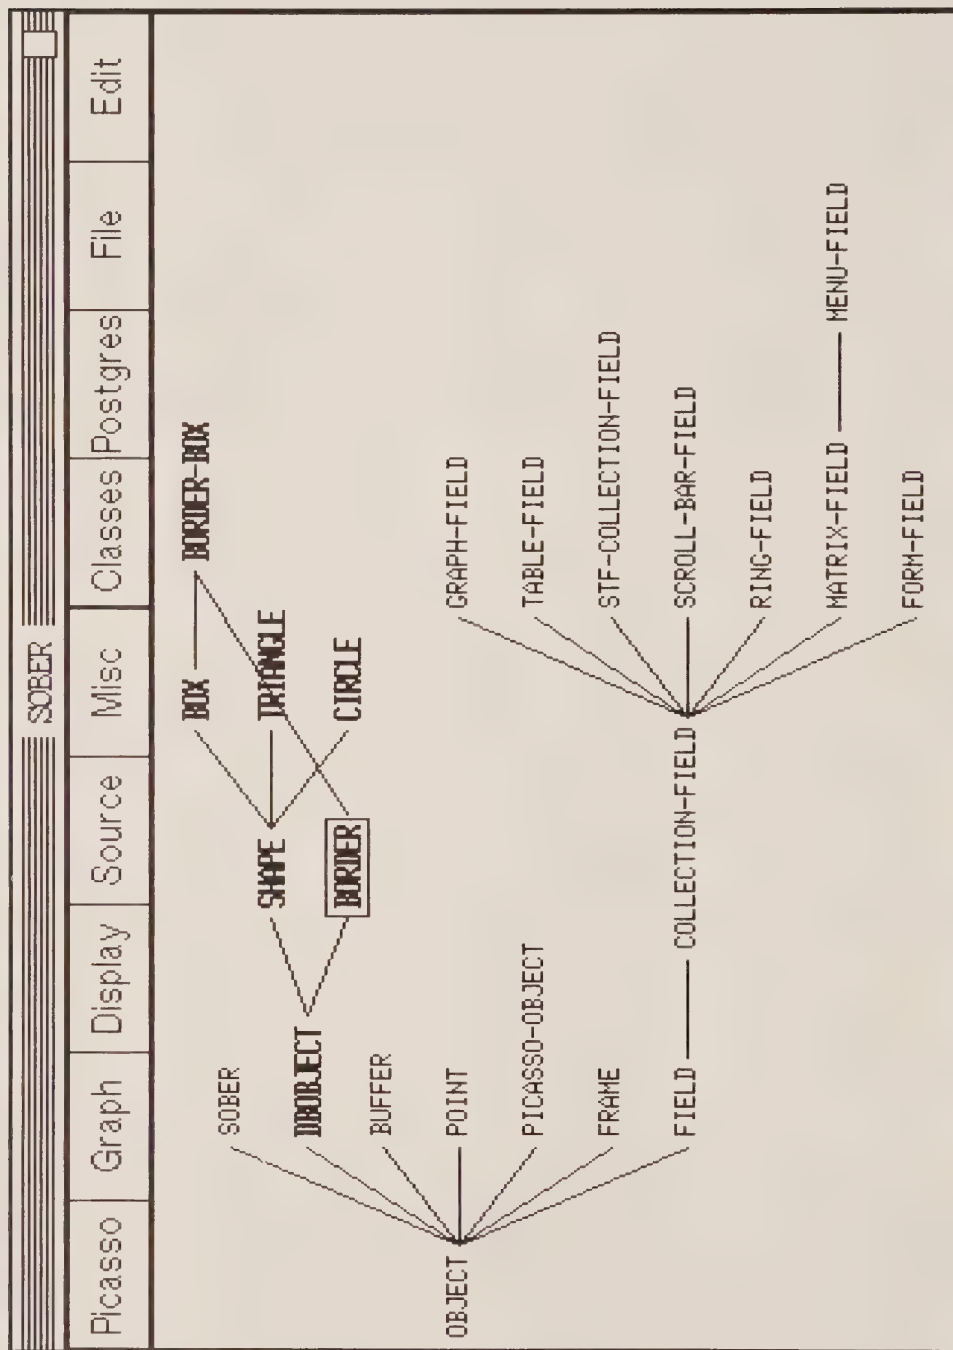 SOBER
Picasso Graph Display Source Misc Classes Postgres File Edit
BOX BORDER-BOX
SOBER
SHAPE TRIANGLE
DBOBJECT
BORDER CIRCLE
BUFFER
OBJECT POINT GRAPH-FIELD
PICASSO-OBJECT TABLE-FIELD
FRAME STF-COLLECTION-FIELD
FIELD COLLECTION-FIELD SCROLL-BAR-FIELD
RING-FIELD
MATRIX-FIELD MENU-FIELD
FORM-FIELD